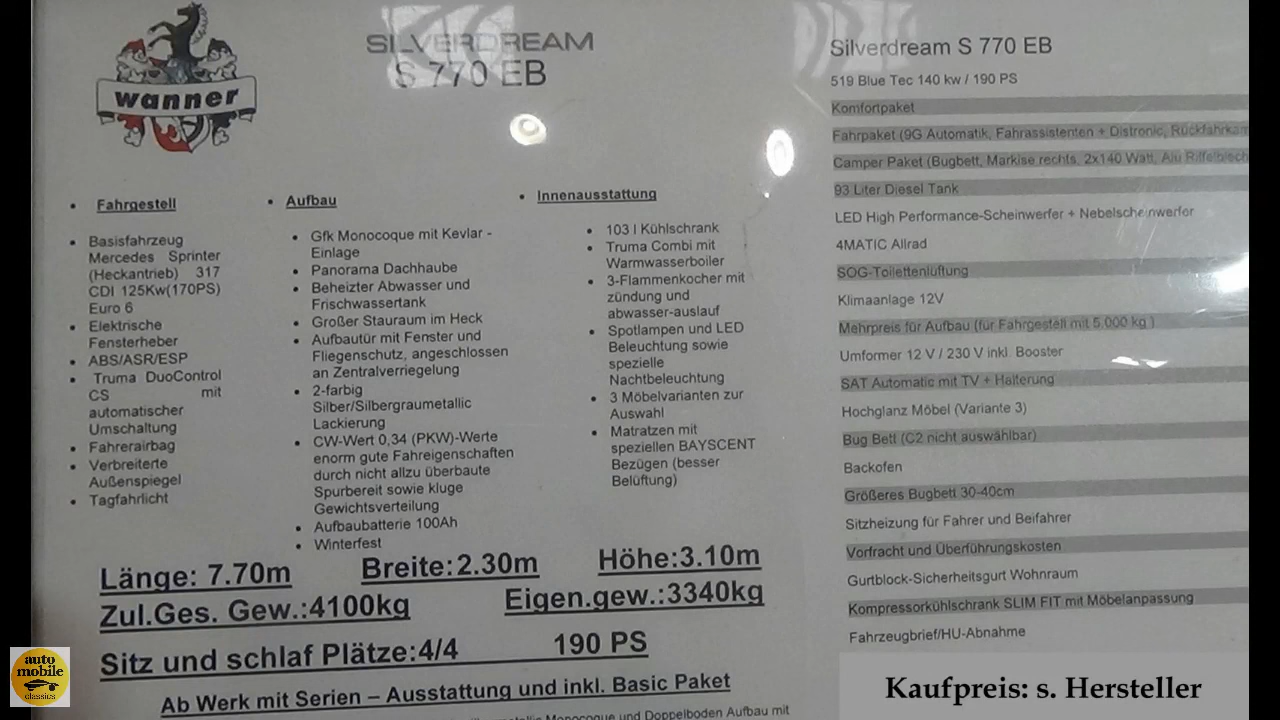 wanner
SILVERDREAM
S 770 EB
Fahrgestell
Basisfahrzeug
Mercedes Sprinter
(Heckantrieb) 317
CDI 125Kw(170PS)
Euro 6
Elektrische
Fensterheber
ABS/ASR/ESP
Truma DuoControl
CS mit
automatischer
Umschaltung
Fahrerairbag
Verbreiterte
Außenspiegel
Tagfahrlicht
Aufbau
Gfk Monocoque mit Kevlar -
Einlage
Panorama Dachhaube
Beheizter Abwasser und
Frischwassertank
Großer Stauraum im Heck
Aufbautür mit Fenster und
Fliegenschutz, angeschlossen
an Zentralverriegelung
2-farbig
Silber/Silbergraumetallic
Lackierung
CW-Wert 0,34 (PKW)-Werte
enorm gute Fahreigenschaften
durch nicht allzu überbaute
Spurbereit sowie kluge
Gewichtsverteilung
Aufbaubatterie 100Ah
Winterfest
Innenausstattung
103 l Kühlschrank
Truma Combi mit
Warmwasserboiler
3-Flammenkocher mit
zündung und
abwasser-auslauf
Spotlampen und LED
Beleuchtung sowie
spezielle
Nachtbeleuchtung
3 Möbelvarianten zur
Auswahl
Matratzen mit
speziellen BAYSCENT
Bezügen (besser
Belüftung)
Länge: 7.70m Breite:2.30m Höhe:3.10m
Zul.Ges. Gew.:4100kg Eigen.gew.:3340kg
Sitz und schlaf Plätze:4/4 190 PS
Ab Werk mit Serien – Ausstattung und inkl. Basic Paket
Monocoque und Doppelboden Aufbau mit
Silverdream S 770 EB
519 Blue Tec 140 kw / 190 PS
Komfortpaket
Fahrpaket (9G Automatik, Fahrassistenten + Distronic, Rückfahrkam
Camper Paket (Bugbett, Markise rechts, 2x140 Watt, Alu Riffelblech
93 Liter Diesel Tank
LED High Performance-Scheinwerfer + Nebelscheinwerfer
4MATIC Allrad
SOG-Toilettenlüftung
Klimaanlage 12V
Mehrpreis für Aufbau (für Fahrgestell mit 5.000 kg )
Umformer 12 V / 230 V inkl. Booster
SAT Automatic mit TV + Halterung
Hochglanz Möbel (Variante 3)
Bug Bett (C2 nicht auswählbar)
Backofen
Größeres Bugbett 30-40cm
Sitzheizung für Fahrer und Beifahrer
Vorfracht und Überführungskosten
Gurtblock-Sicherheitsgurt Wohnraum
Kompressorkühlschrank SLIM FIT mit Möbelanpassung
Fahrzeugbrief/HU-Abnahme
Kaufpreis: s. Hersteller
auto
mobile
classics